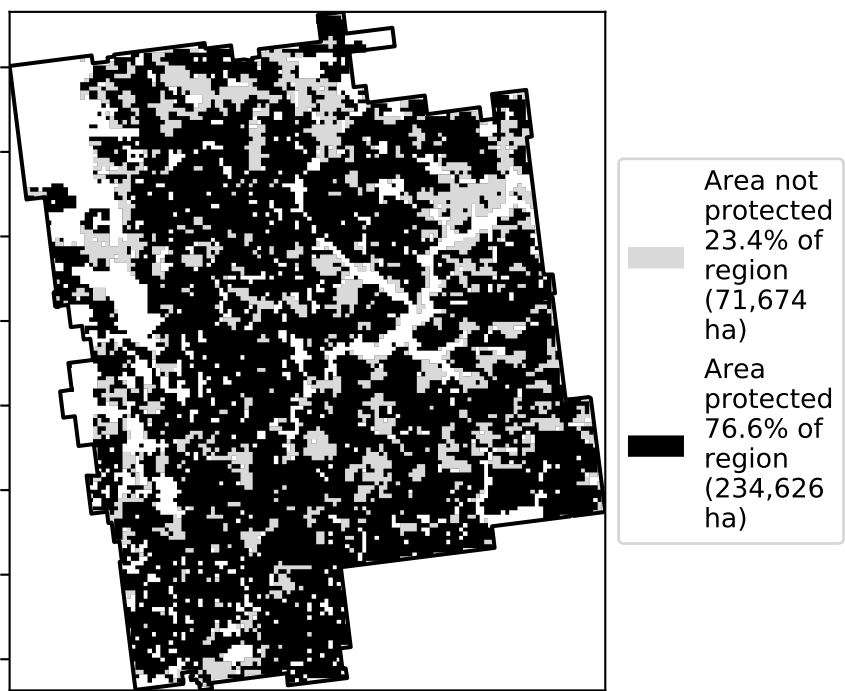 Area not
protected
23.4% of
region
(71,674
ha)
Area
protected
76.6% of
region
(234,626
ha)